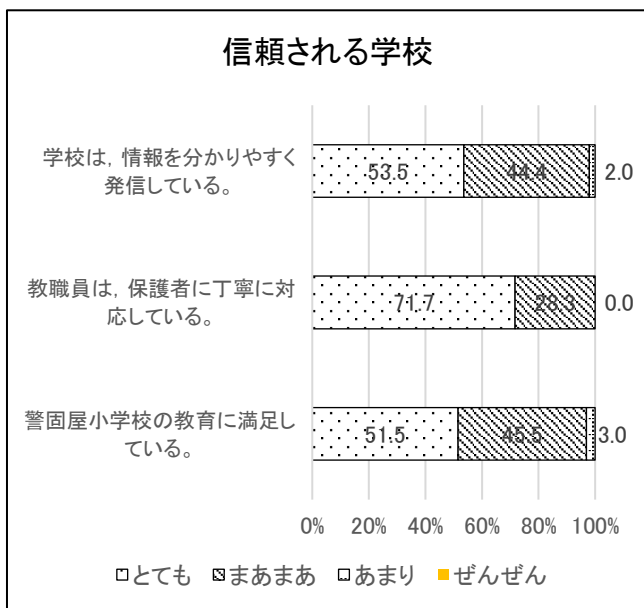 信頼される学校
学校は，情報を分かりやすく
発信している。
53.5 44.4 2.0
教職員は，保護者に丁寧に対
応している。
71.7 28.3 0.0
警固屋小学校の教育に満足し
ている。
51.5 45.5 3.0
0% 20% 40% 60% 80% 100%
とても まあまあ あまり ぜんぜん